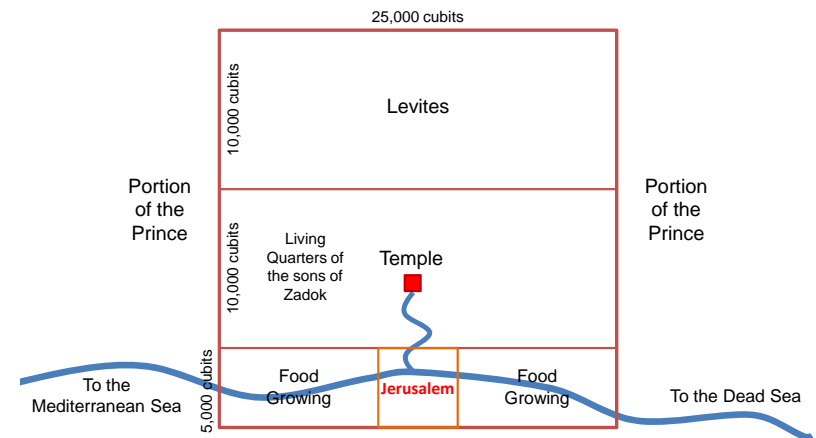 25,000 cubits
10,000 cubits
Levites
Portion
of the
Prince
Portion
of the
Prince
10,000 cubits
Living
Quarters of
the sons of
Zadok
Temple
5,000 cubits
To the
Mediterranean Sea
Food
Growing
Jerusalem
Food
Growing
To the Dead Sea